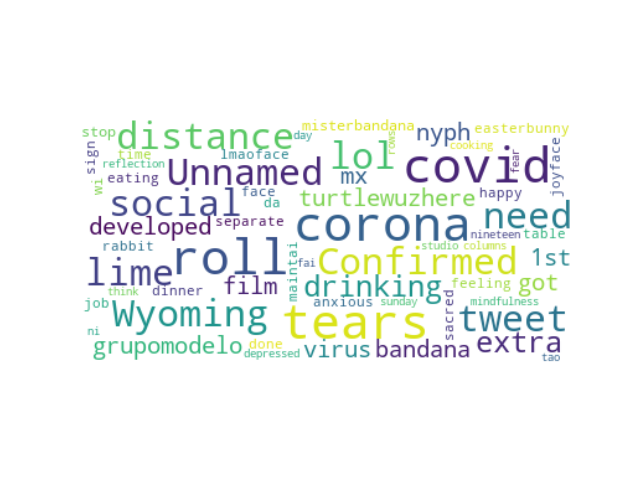 stop distance day misterbandana nyph easterbunny
sign time lmaoface lol rows cooking covid fear joyface
reflection Unnamed mx
wi eating face turtlewuzhere happy
social da
developed separate corona need
rabbit nineteen table
lime roll maintai Confirmed studio columns 1st
fai
think dinner film drinking feeling got
job anxious sunday sacred mindfulness
Wyoming tears tweet
ni
grupomodelo done virus bandana extra
depressed tao